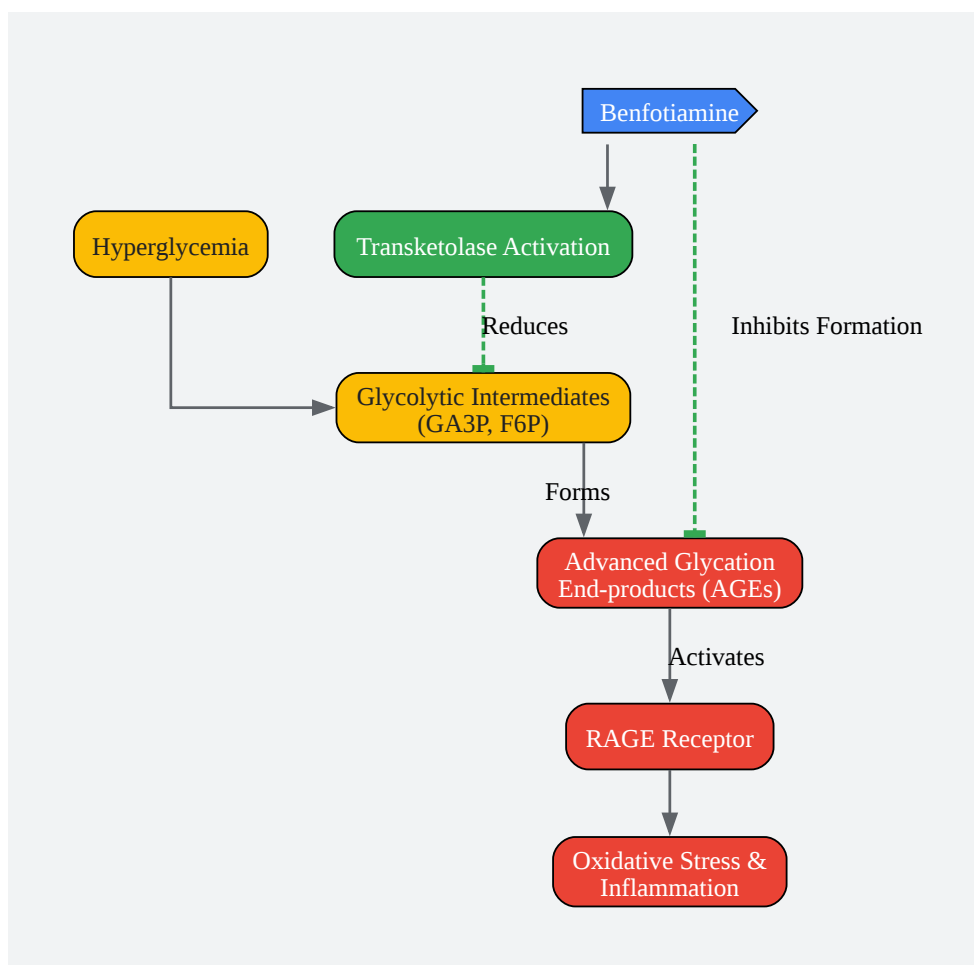 Benfotiamine
Hyperglycemia
Transketolase Activation
Reduces
Inhibits Formation
Glycolytic Intermediates
(GA3P, F6P)
Forms
Advanced Glycation
End-products (AGEs)
Activates
RAGE Receptor
Oxidative Stress &
Inflammation